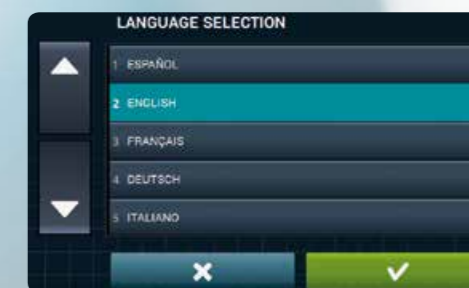 LANGUAGE SELECTION
1 ESPAÑOL
2 ENGLISH
3 FRANÇAIS
4 DEUTSCH
5 ITALIANO